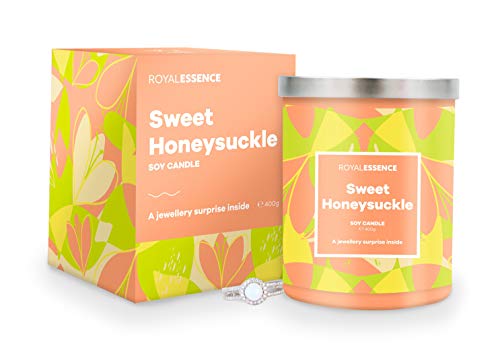 ROYALESSENCE
Sweet
Honeysuckle
SOY CANDLE
A jewellery surprise inside
℮400g
ROYALESSENCE
Sweet
Honeysuckle
SOY CANDLE
℮400g
A jewellery surprise inside